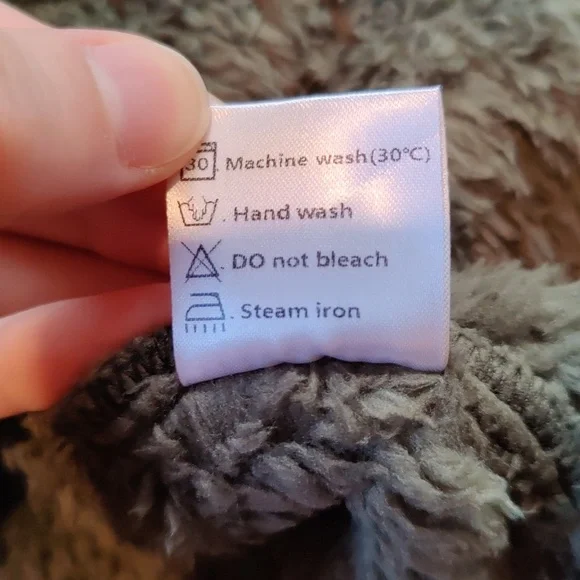 30 Machine wash(30°C)
Hand wash
DO not bleach
Steam iron